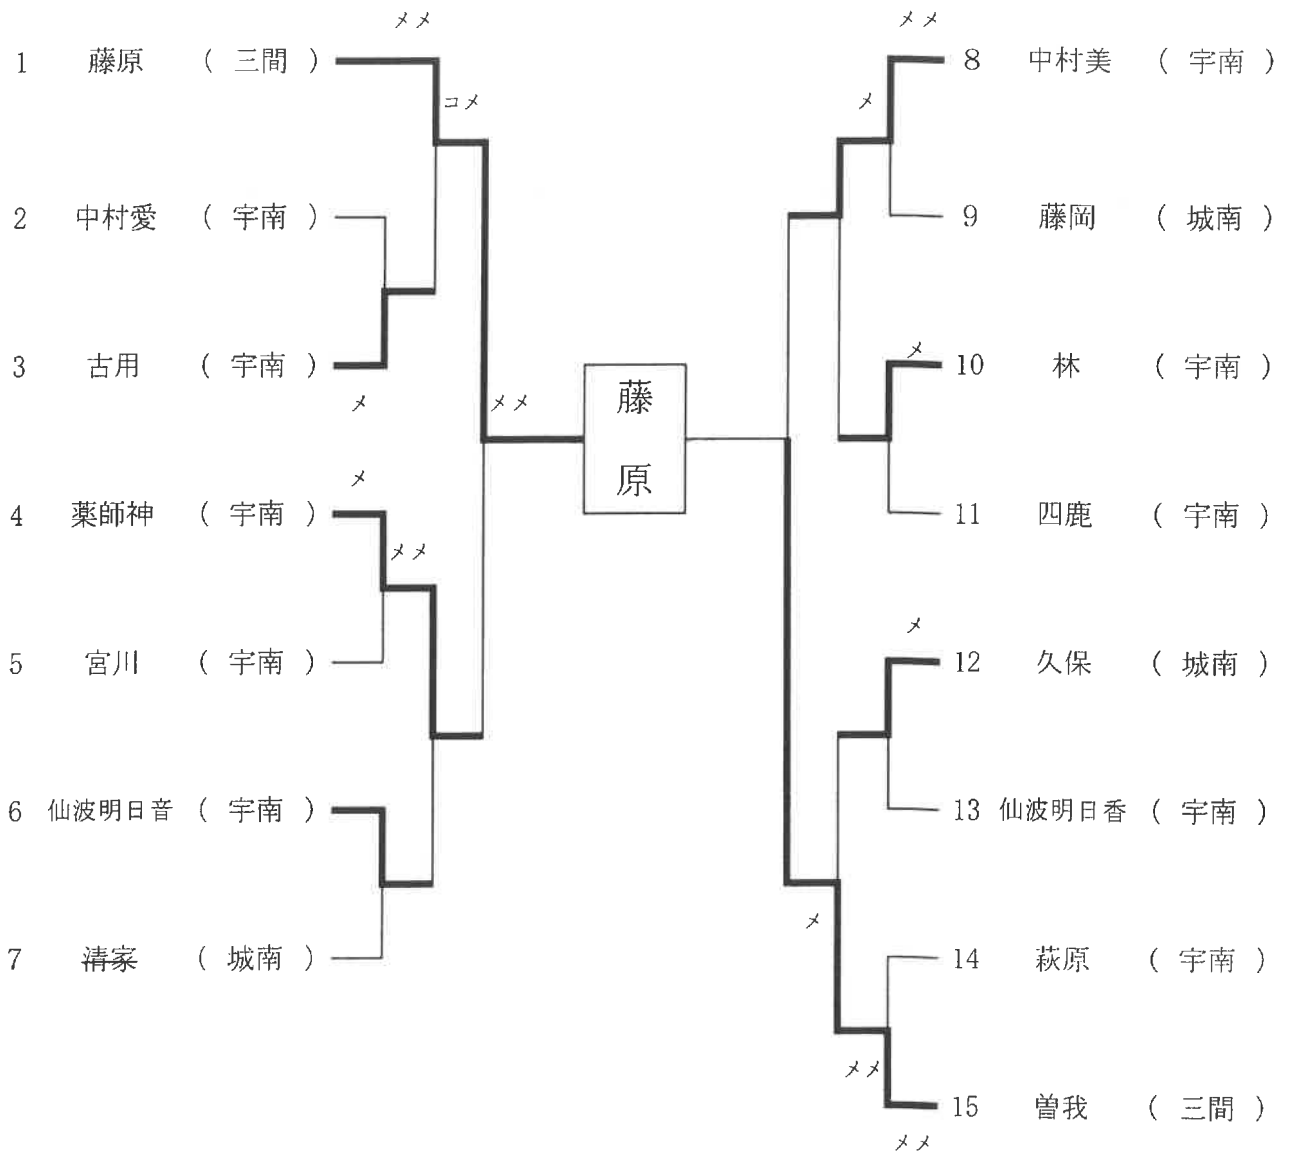 メメ
1 藤原 ( 三間 )
コメ
2 中村愛 ( 宇南 )
3 古用 ( 宇南 )
メ
メメ
メ
4 薬師神 ( 宇南 )
メメ
5 宮川 ( 宇南 )
6 仙波明日音 ( 宇南 )
7 清家 ( 城南 )
藤
原
メメ
8 中村美 ( 宇南 )
メ
9 藤岡 ( 城南 )
メ
10 林 ( 宇南 )
11 四鹿 ( 宇南 )
メ
12 久保 ( 城南 )
13 仙波明日香 ( 宇南 )
メ
14 萩原 ( 宇南 )
メメ
15 曽我 ( 三間 )
メメ